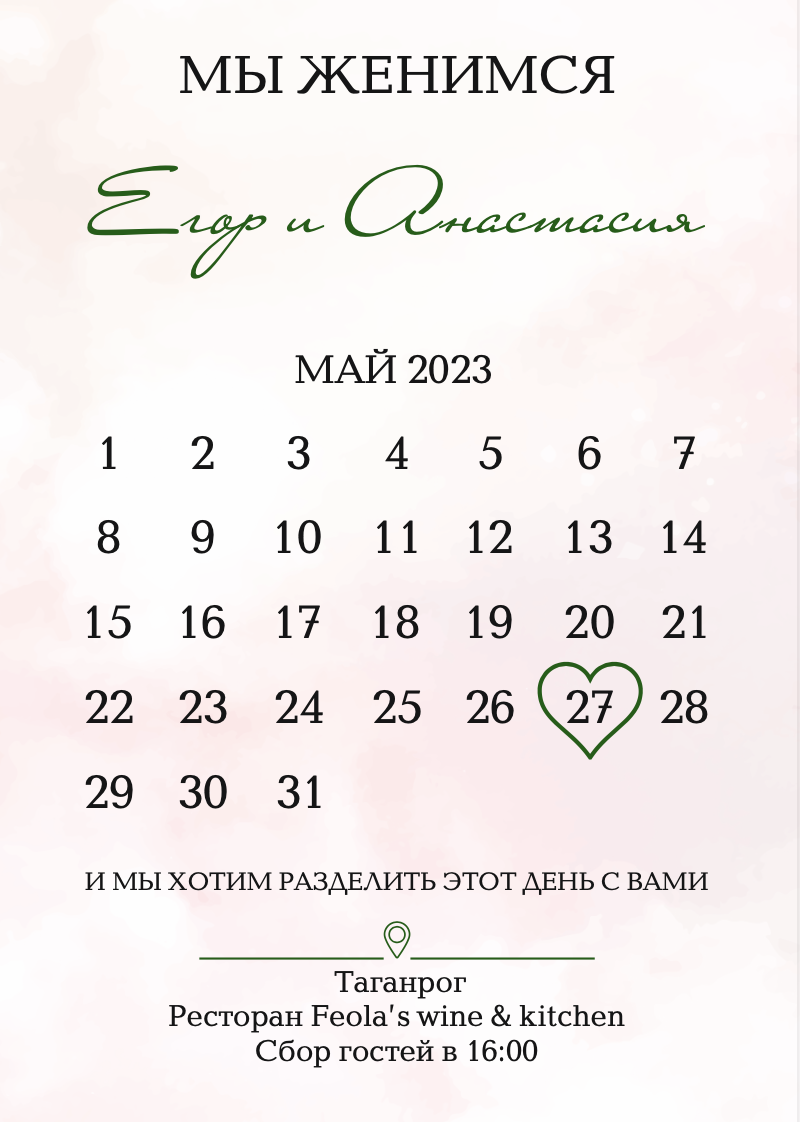 МЫ ЖЕНИМСЯ
Егор и Анастасия
МАЙ 2023
1 2 3 4 5 6 7
8 9 10 11 12 13 14
15 16 17 18 19 20 21
22 23 24 25 26 27 28
29 30 31
И МЫ ХОТИМ РАЗДЕЛИТЬ ЭТОТ ДЕНЬ С ВАМИ
Таганрог
Ресторан Feola's wine & kitchen
Сбор гостей в 16:00